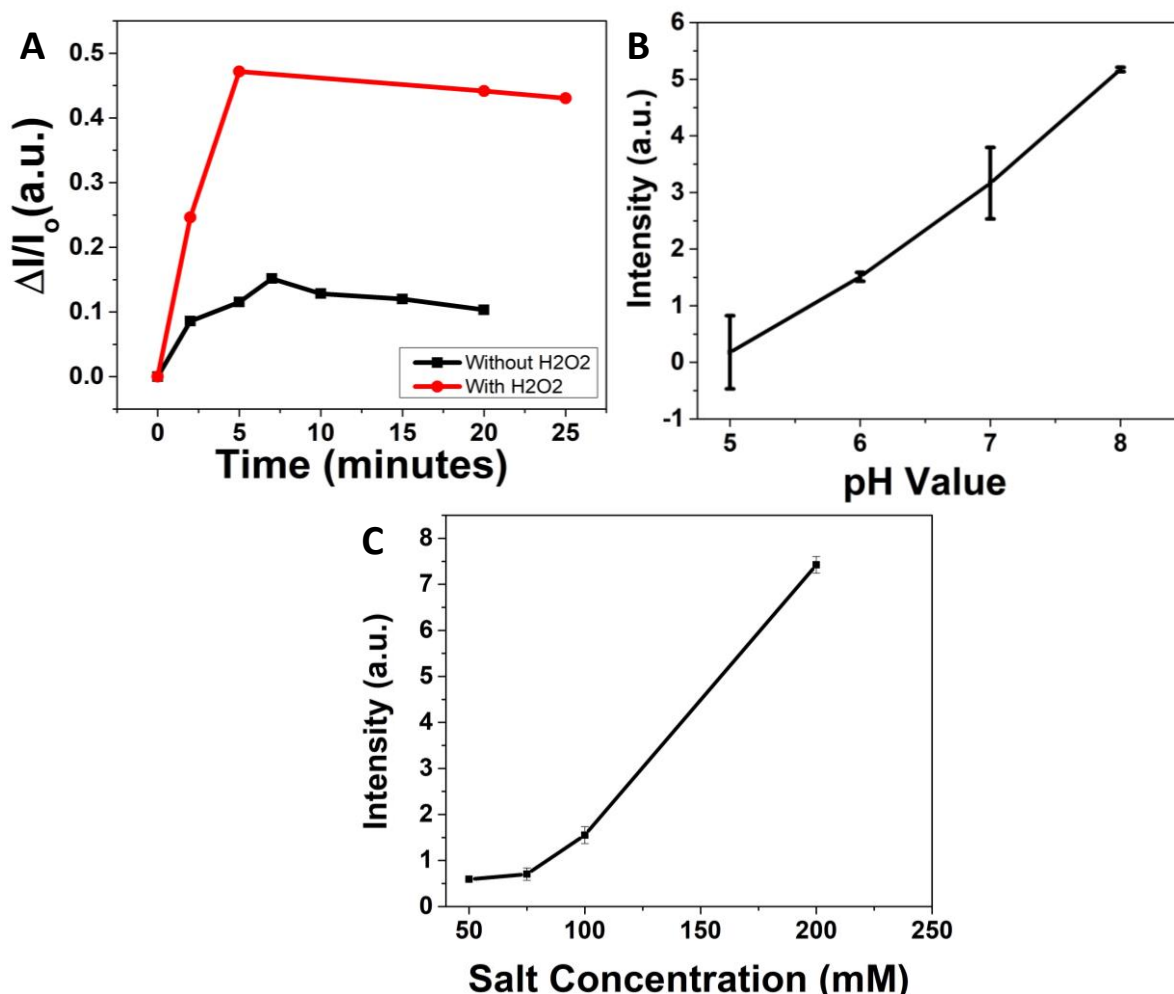 A
ΔI/Io(a.u.)
0.5
0.4
0.3
0.2
0.1
0.0
Without H2O2
With H2O2
0 5 10 15 20 25
Time (minutes)
B
Intensity (a.u.)
6
5
4
3
2
1
0
-1
5 6 7 8
pH Value
C
Intensity (a.u.)
8
7
6
5
4
3
2
1
0
50 100 150 200 250
Salt Concentration (mM)